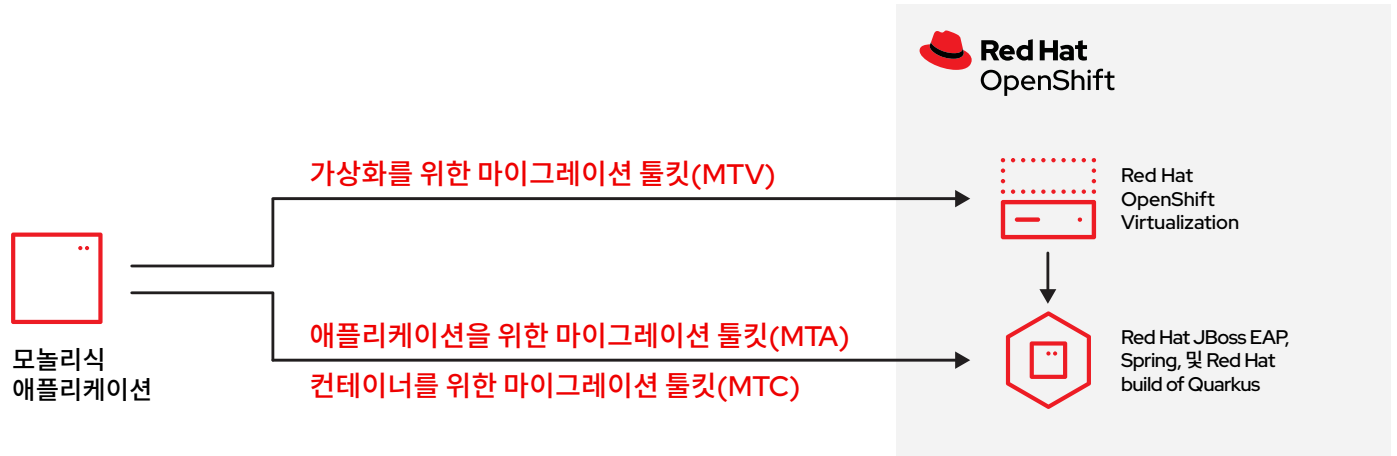 Red Hat
OpenShift
가상화를 위한 마이그레이션 툴킷(MTV)
Red Hat
OpenShift
Virtualization
모놀리식
애플리케이션
애플리케이션을 위한 마이그레이션 툴킷(MTA)
컨테이너를 위한 마이그레이션 툴킷(MTC)
Red Hat JBoss EAP,
Spring, 및 Red Hat
build of Quarkus